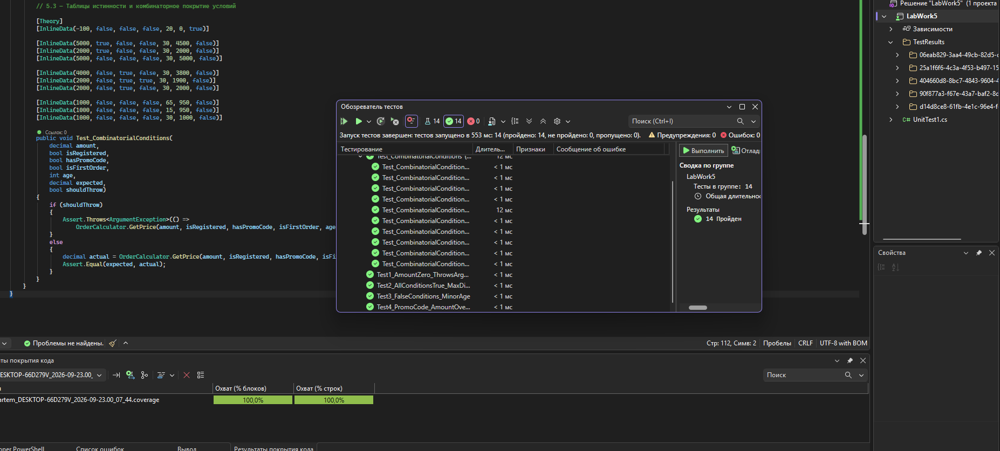 // 5.3 — Таблицы истинности и комбинаторное покрытие условий
[Theory]
[InlineData(-100, false, false, false, 20, 0, true)]
[InlineData(5000, true, false, false, 30, 4500, false)]
[InlineData(2000, true, false, false, 30, 2000, false)]
[InlineData(5000, false, false, false, 30, 5000, false)]
[InlineData(4000, false, true, false, 30, 3800, false)]
[InlineData(2000, false, true, true, 30, 1900, false)]
[InlineData(2000, false, true, false, 30, 2000, false)]
[InlineData(1000, false, false, false, 65, 950, false)]
[InlineData(1000, false, false, false, 15, 950, false)]
[InlineData(1000, false, false, false, 30, 1000, false)]
Ссылок: 0
public void Test_CombinatorialConditions(
decimal amount,
bool isRegistered,
bool hasPromoCode,
bool isFirstOrder,
int age,
decimal expected,
bool shouldThrow)
{
if (shouldThrow)
{
Assert.Throws<ArgumentException>(() =>
OrderCalculator.GetPrice(amount, isRegistered, hasPromoCode, isFirstOrder, age
}
else
{
decimal actual = OrderCalculator.GetPrice(amount, isRegistered, hasPromoCode, isFi
Assert.Equal(expected, actual);
}
}
}
}
Обозреватель тестов
14 14 0
Поиск (Ctrl+I)
Запуск тестов завершен: тестов запущено в 553 мс: 14 (пройдено: 14, не пройдено: 0, пропущено: 0).
Предупреждения: 0
Ошибок: 0
Тестирование Длитель... Признаки Сообщение об ошибке
Test_CombinatorialConditions (... 12 мс
Test_CombinatorialCondition... < 1 мс
Test_CombinatorialCondition... < 1 мс
Test_CombinatorialCondition... < 1 мс
Test_CombinatorialCondition... < 1 мс
Test_CombinatorialCondition... 12 мс
Test_CombinatorialCondition... < 1 мс
Test_CombinatorialCondition... < 1 мс
Test_CombinatorialCondition... < 1 мс
Test_CombinatorialCondition... < 1 мс
Test_CombinatorialCondition... < 1 мс
Test1_AmountZero_ThrowsArg... < 1 мс
Test2_AllConditionsTrue_MaxDi... < 1 мс
Test3_FalseConditions_MinorAge < 1 мс
Test4_PromoCode_AmountOve... < 1 мс
Выполнить Отлад
Сводка по группе
LabWork5
Тесты в группе: 14
Общая длительнос
Результаты
14 Пройден
Решение "LabWork5" (1 проекта
LabWork5
Зависимости
TestResults
06eab829-3aa4-49cb-82d5-c
25a1f6f6-4c3a-4f53-b497-15
404660d8-8bc7-4843-9604-4
90f877a3-f67e-43a7-baf2-8c
d14d8ce8-61fb-4e1c-96e4-f
C# UnitTest1.cs
Свойства
Проблемы не найдены.
Стр: 112, Симв: 2 Пробелы CRLF UTF-8 with BOM
ты покрытия кода
ESKTOP-66D279V_2026-09-23.00_
Поиск
Охват (% блоков) Охват (% строк)
artem_DESKTOP-66D279V_2026-09-23.00_07_44.coverage 100,0% 100,0%
oper PowerShell Список ошибок Вывод Результаты покрытия кода